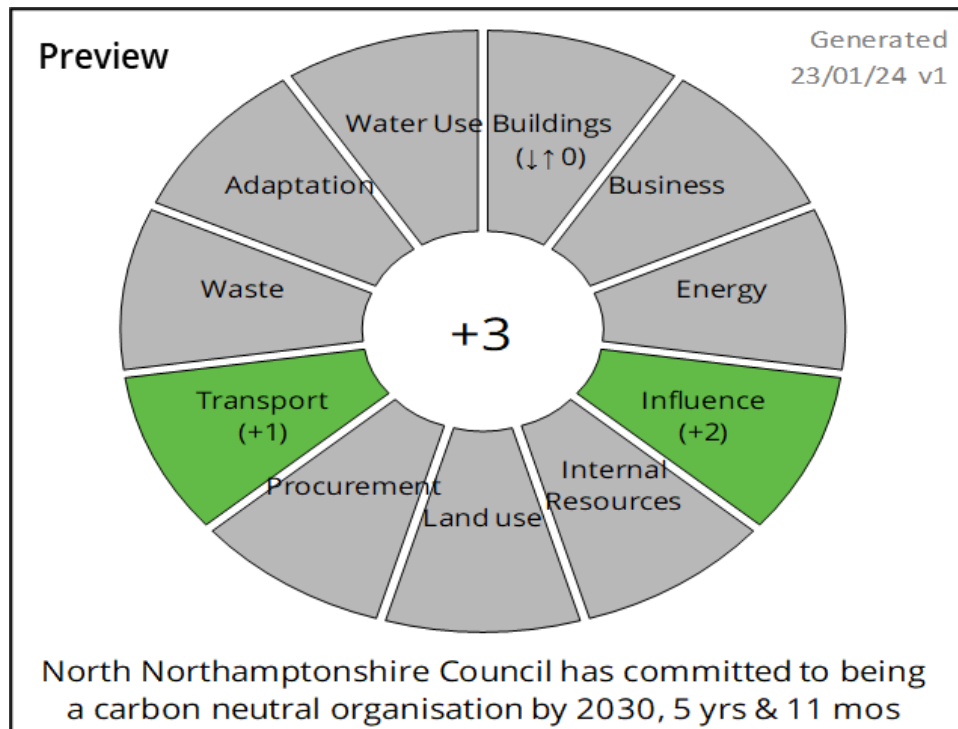 Preview
Generated
23/01/24 v1
Water Use
Buildings
(↓↑ 0)
Adaptation
Business
Waste
Energy
+3
Transport
(+1)
Influence
(+2)
Procurement
Internal
Resources
Land use
North Northamptonshire Council has committed to being
a carbon neutral organisation by 2030, 5 yrs & 11 mos